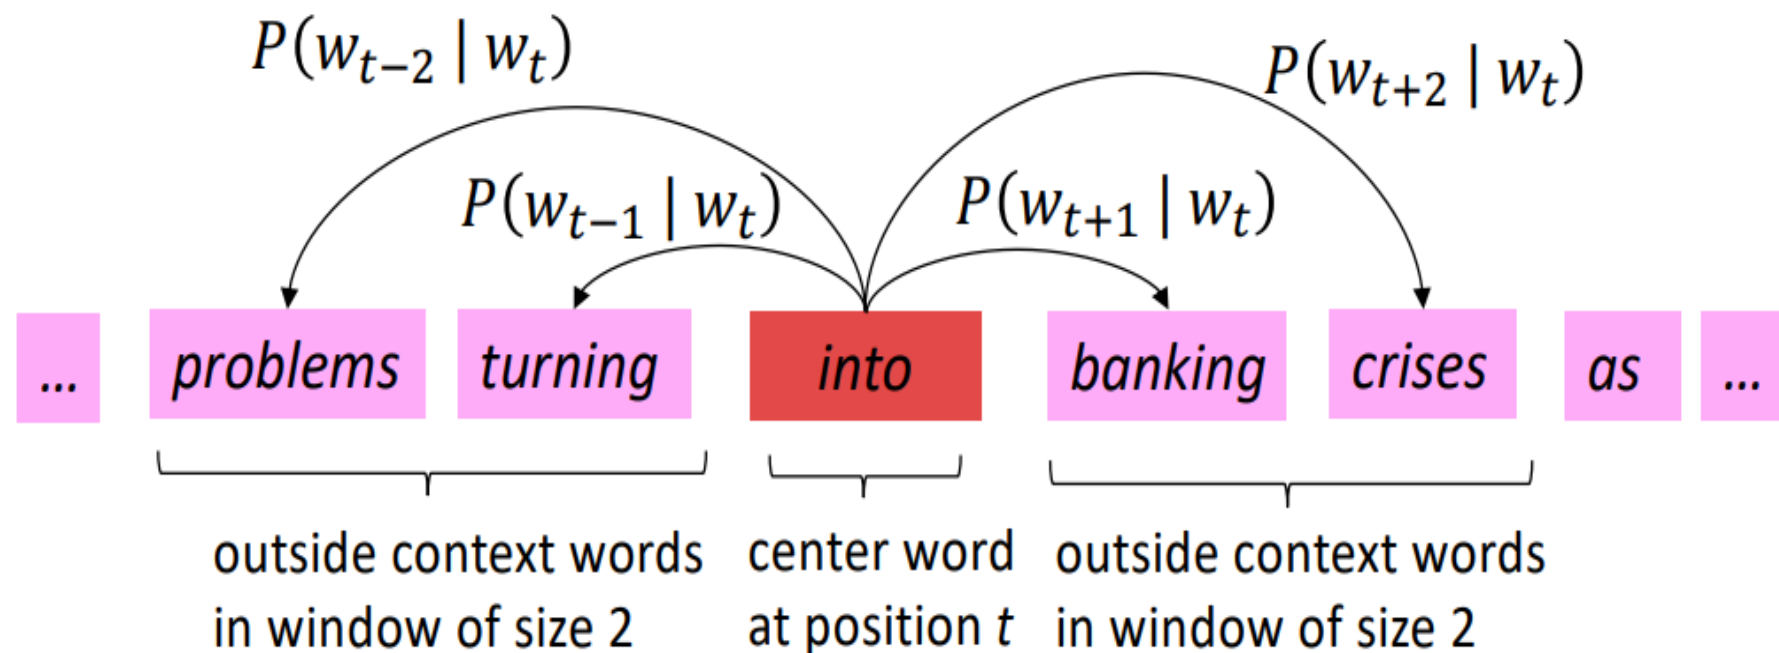 P(w_{t−2} | w_t)
P(w_{t+2} | w_t)
P(w_{t−1} | w_t)
P(w_{t+1} | w_t)
... problems turning into banking crises as ...
outside context words
in window of size 2
center word
at position t
outside context words
in window of size 2